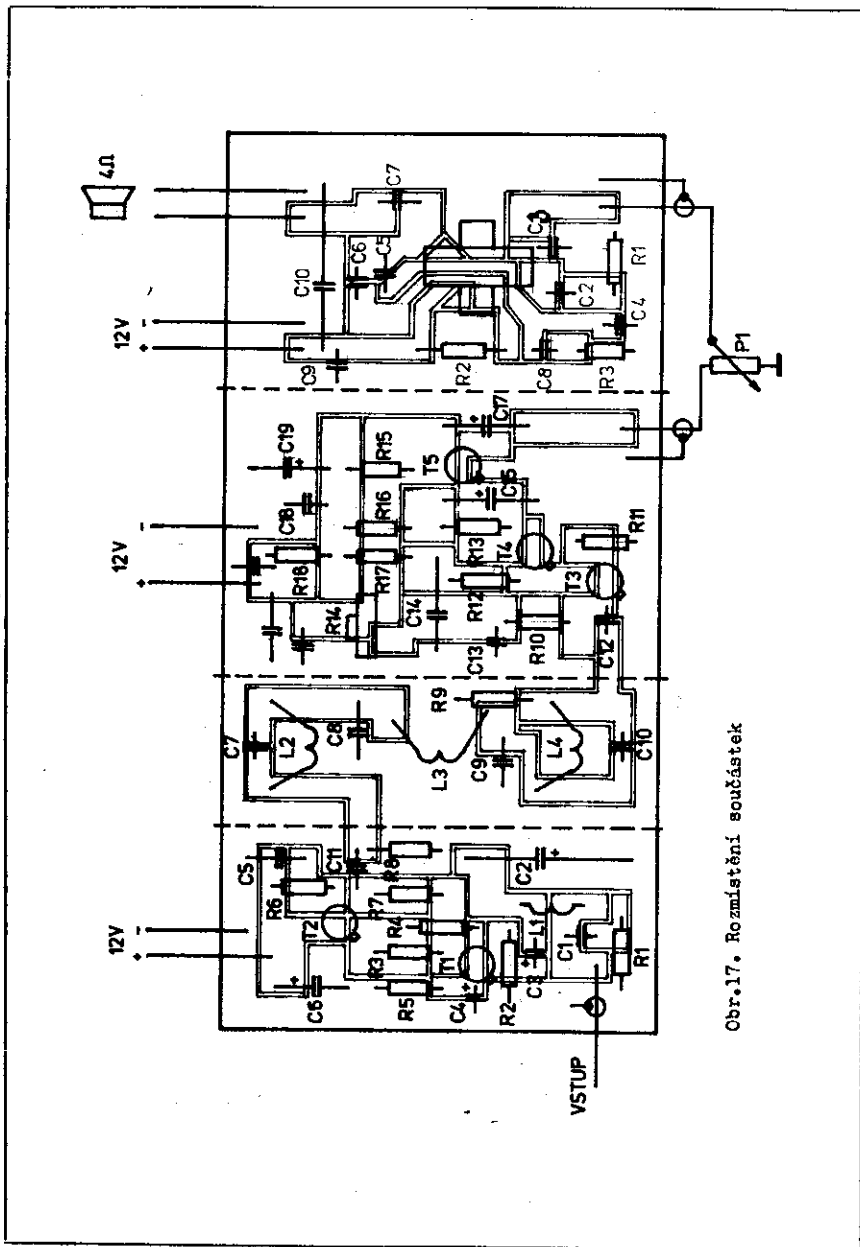 4Ω
12V - +
12V - +
12V - +
C10
C6
C5
C7
C9
R2
C8
R3
C4
C2
C3
R1
P1
C19
C18
R18
R15
R16
R17
R14
C14
T5
C17
C15
R13
R12
T4
T3
R11
R10
C13
C12
C7
L2
C8
L3
R9
C9
L4
C10
C5
R6
T2
C6
C11
R8
R7
R4
R3
R5
T1
C4
R2
C3
L1
C1
R1
C2
VSTUP
Obr.17. Rozmístění součástek